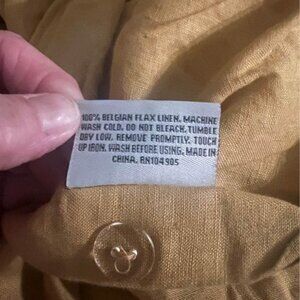 100% BELGIAN FLAX LINEN. MACHINE
WASH COLD. DO NOT BLEACH. TUMBLE
DRY LOW. REMOVE PROMPTLY. TOUCH
UP IRON. WASH BEFORE USING. MADE IN
CHINA. RN104905